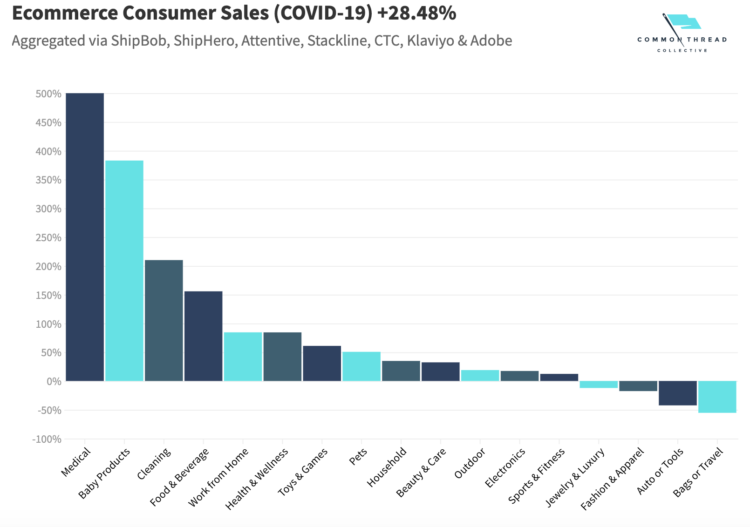 Ecommerce Consumer Sales (COVID-19) +28.48%
Aggregated via ShipBob, ShipHero, Attentive, Stackline, CTC, Klaviyo & Adobe
COMMON THREAD
COLLECTIVE
500%
450%
400%
350%
300%
250%
200%
150%
100%
50%
0%
-50%
-100%
Medical
Baby Products
Cleaning
Food & Beverage
Work from Home
Health & Wellness
Toys & Games
Pets
Household
Beauty & Care
Outdoor
Electronics
Sports & Fitness
Jewelry & Luxury
Fashion & Apparel
Auto or Tools
Bags or Travel